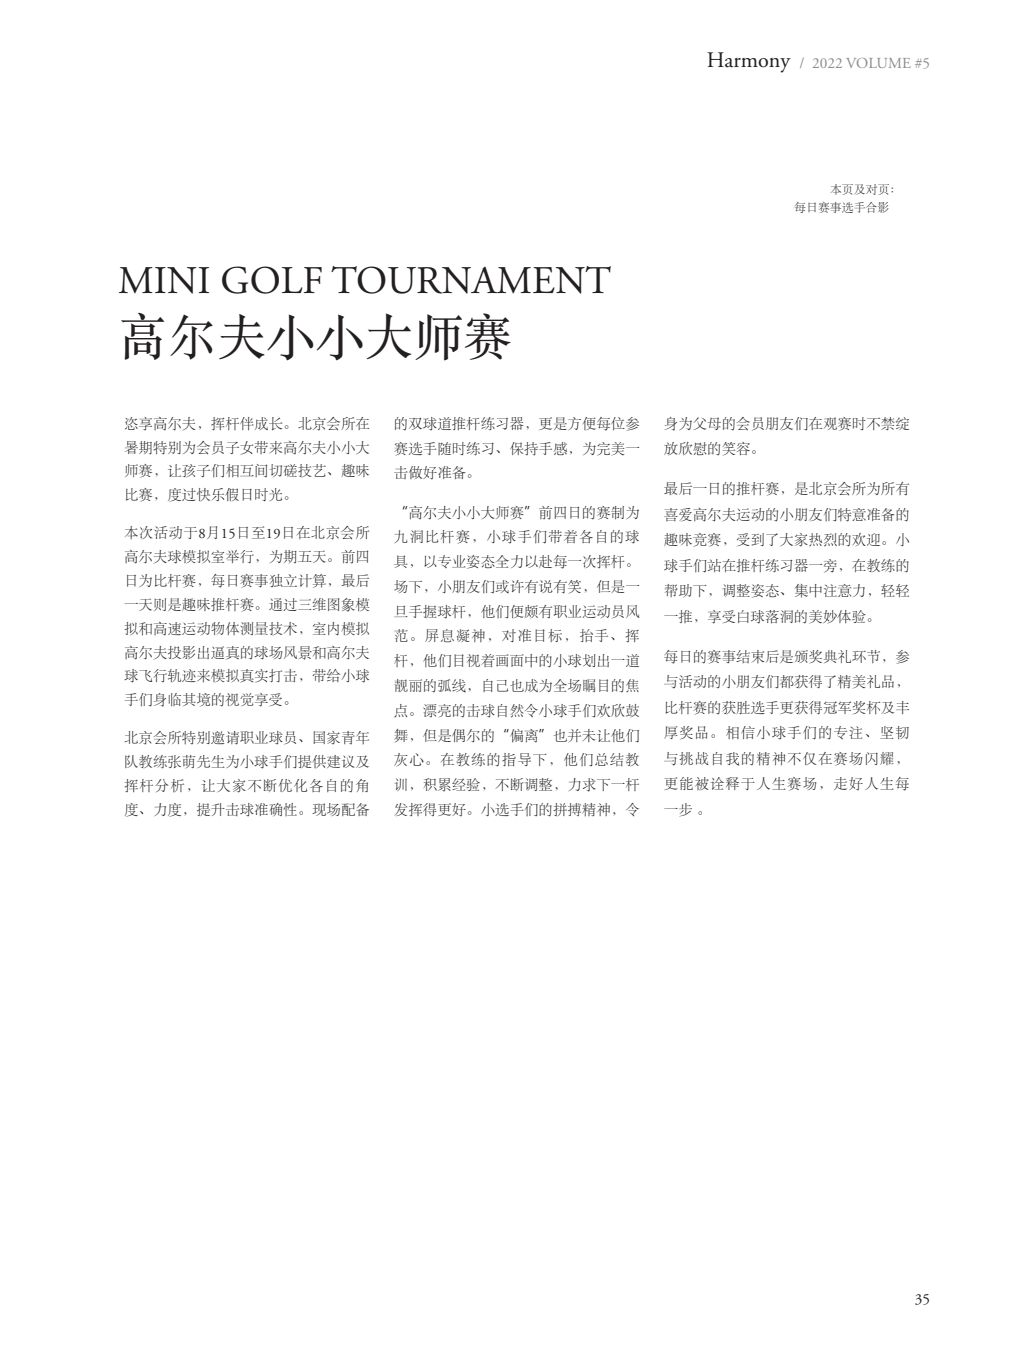 Harmony / 2022 VOLUME #5
本页及对页：
每日赛事选手合影
MINI GOLF TOURNAMENT
高尔夫小小大师赛
恣享高尔夫，挥杆伴成长。北京会所在
暑期特别为会员子女带来高尔夫小小大
师赛，让孩子们相互间切磋技艺、趣味
比赛，度过快乐假日时光。
本次活动于8月15日至19日在北京会所
高尔夫球模拟室举行，为期五天。前四
日为比杆赛，每日赛事独立计算，最后
一天则是趣味推杆赛。通过三维图象模
拟和高速运动物体测量技术，室内模拟
高尔夫投影出逼真的球场风景和高尔夫
球飞行轨迹来模拟真实打击，带给小球
手们身临其境的视觉享受。
北京会所特别邀请职业球员、国家青年
队教练张萌先生为小球手们提供建议及
挥杆分析，让大家不断优化各自的角
度、力度，提升击球准确性。现场配备
的双球道推杆练习器，更是方便每位参
赛选手随时练习、保持手感，为完美一
击做好准备。
“高尔夫小小大师赛”前四日的赛制为
九洞比杆赛，小球手们带着各自的球
具，以专业姿态全力以赴每一次挥杆。
场下，小朋友们或许有说有笑，但是一
旦手握球杆，他们便颇有职业运动员风
范。屏息凝神，对准目标，抬手、挥
杆，他们目视着画面中的小球划出一道
靓丽的弧线，自己也成为全场瞩目的焦
点。漂亮的击球自然令小球手们欢欣鼓
舞，但是偶尔的“偏离”也并未让他们
灰心。在教练的指导下，他们总结教
训，积累经验，不断调整，力求下一杆
发挥得更好。小选手们的拼搏精神，令
身为父母的会员朋友们在观赛时不禁绽
放欣慰的笑容。
最后一日的推杆赛，是北京会所为所有
喜爱高尔夫运动的小朋友们特意准备的
趣味竞赛，受到了大家热烈的欢迎。小
球手们站在推杆练习器一旁，在教练的
帮助下，调整姿态、集中注意力，轻轻
一推，享受白球落洞的美妙体验。
每日的赛事结束后是颁奖典礼环节，参
与活动的小朋友们都获得了精美礼品，
比杆赛的获胜选手更获得冠军奖杯及丰
厚奖品。相信小球手们的专注、坚韧
与挑战自我的精神不仅在赛场闪耀，
更能被诠释于人生赛场，走好人生每
一步 。
35